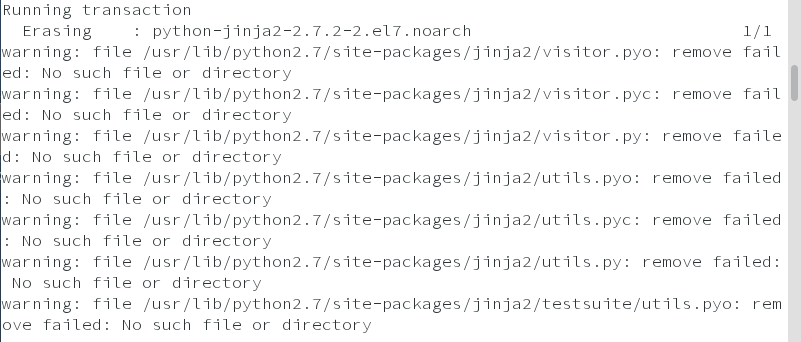 Running transaction
  Erasing    : python-jinja2-2.7.2-2.el7.noarch                           1/1
warning: file /usr/lib/python2.7/site-packages/jinja2/visitor.pyo: remove fail
ed: No such file or directory
warning: file /usr/lib/python2.7/site-packages/jinja2/visitor.pyc: remove fail
ed: No such file or directory
warning: file /usr/lib/python2.7/site-packages/jinja2/visitor.py: remove faile
d: No such file or directory
warning: file /usr/lib/python2.7/site-packages/jinja2/utils.pyo: remove failed
: No such file or directory
warning: file /usr/lib/python2.7/site-packages/jinja2/utils.pyc: remove failed
: No such file or directory
warning: file /usr/lib/python2.7/site-packages/jinja2/utils.py: remove failed:
 No such file or directory
warning: file /usr/lib/python2.7/site-packages/jinja2/testsuite/utils.pyo: rem
ove failed: No such file or directory